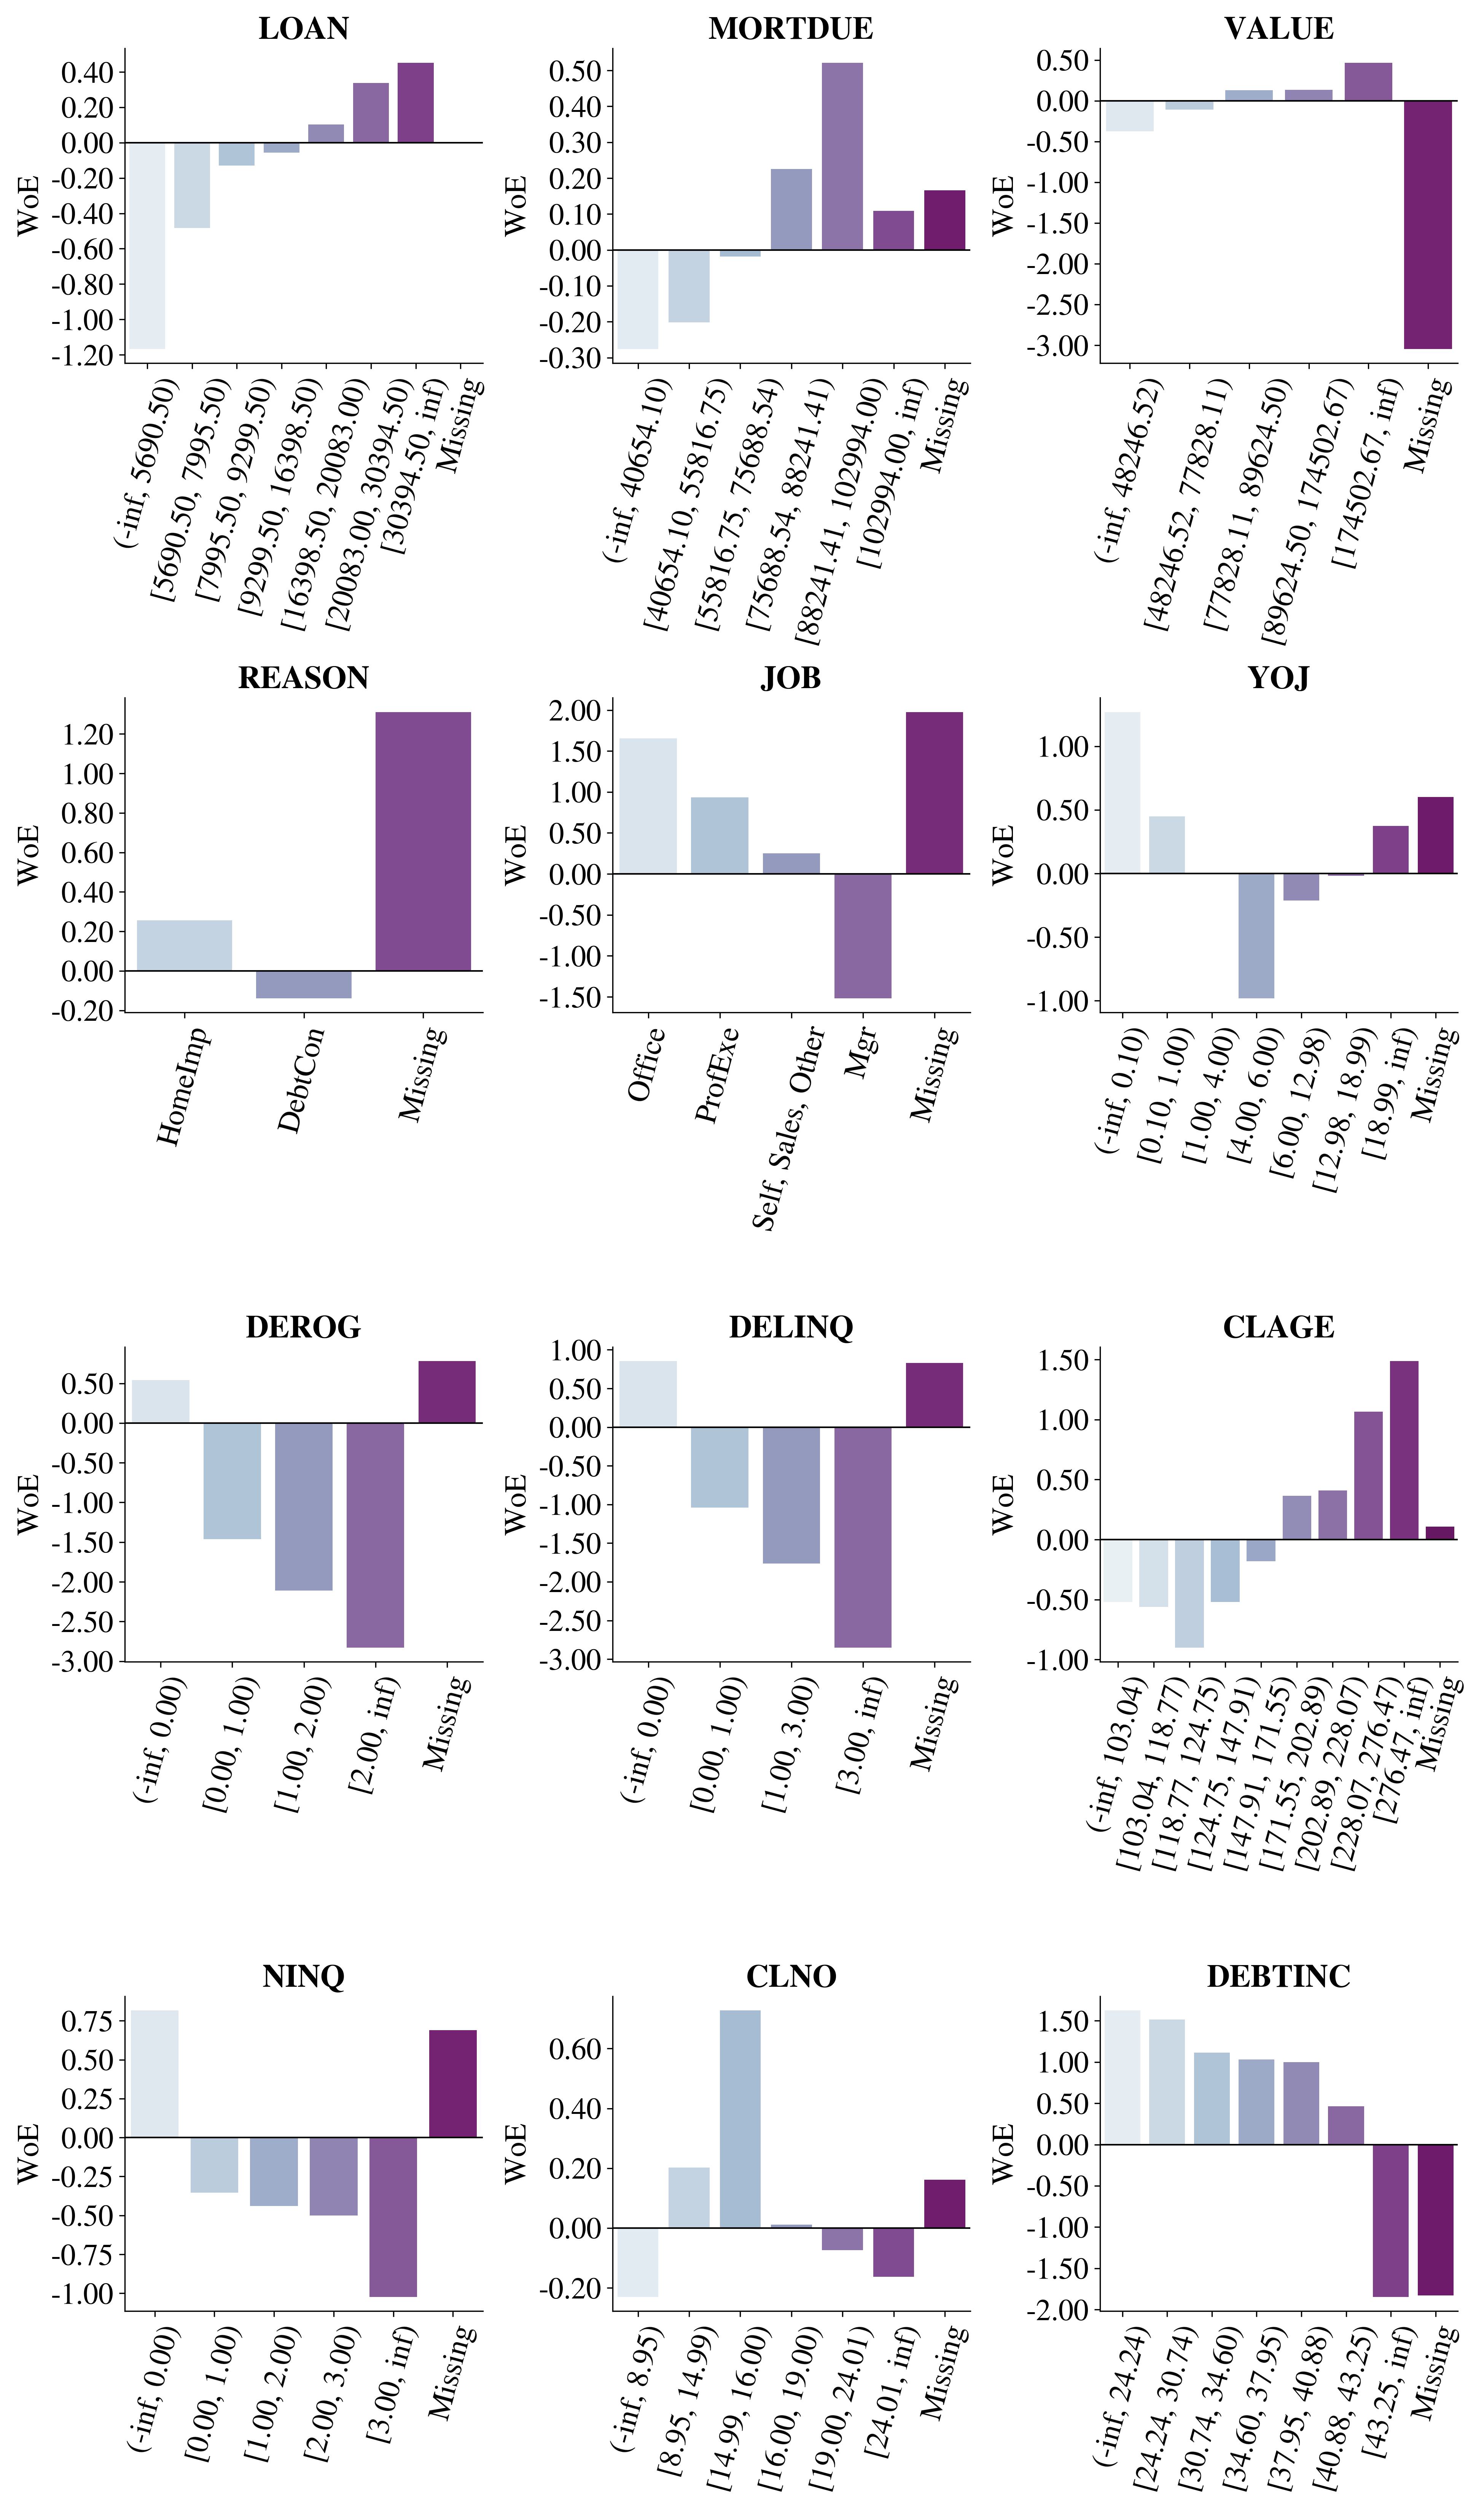 LOAN
WoE
0.40
0.20
0.00
-0.20
-0.40
-0.60
-0.80
-1.00
-1.20
(-inf, 5690.50)
[5690.50, 7995.50)
[7995.50, 9299.50)
[9299.50, 16398.50)
[16398.50, 20083.00)
[20083.00, 30394.50)
[30394.50, inf)
Missing
MORTDUE
WoE
0.50
0.40
0.30
0.20
0.10
0.00
-0.10
-0.20
-0.30
(-inf, 40654.10)
[40654.10, 55816.75)
[55816.75, 75688.54)
[75688.54, 88241.41)
[88241.41, 102994.00)
[102994.00, inf)
Missing
VALUE
WoE
0.50
0.00
-0.50
-1.00
-1.50
-2.00
-2.50
-3.00
(-inf, 48246.52)
[48246.52, 77828.11)
[77828.11, 89624.50)
[89624.50, 174502.67)
[174502.67, inf)
Missing
REASON
WoE
1.20
1.00
0.80
0.60
0.40
0.20
0.00
-0.20
HomeImp
DebtCon
Missing
JOB
WoE
2.00
1.50
1.00
0.50
0.00
-0.50
-1.00
-1.50
Office
ProfExe
Self, Sales, Other
Mgr
Missing
YOJ
WoE
1.00
0.50
0.00
-0.50
-1.00
(-inf, 0.10)
[0.10, 1.00)
[1.00, 4.00)
[4.00, 6.00)
[6.00, 12.98)
[12.98, 18.99)
[18.99, inf)
Missing
DEROG
WoE
0.50
0.00
-0.50
-1.00
-1.50
-2.00
-2.50
-3.00
(-inf, 0.00)
[0.00, 1.00)
[1.00, 2.00)
[2.00, inf)
Missing
DELINQ
WoE
1.00
0.50
0.00
-0.50
-1.00
-1.50
-2.00
-2.50
-3.00
(-inf, 0.00)
[0.00, 1.00)
[1.00, 3.00)
[3.00, inf)
Missing
CLAGE
WoE
1.50
1.00
0.50
0.00
-0.50
-1.00
(-inf, 103.04)
[103.04, 118.77)
[118.77, 124.75)
[124.75, 147.91)
[147.91, 171.55)
[171.55, 202.89)
[202.89, 228.07)
[228.07, 276.47)
[276.47, inf)
Missing
NINQ
WoE
0.75
0.50
0.25
0.00
-0.25
-0.50
-0.75
-1.00
(-inf, 0.00)
[0.00, 1.00)
[1.00, 2.00)
[2.00, 3.00)
[3.00, inf)
Missing
CLNO
WoE
0.60
0.40
0.20
0.00
-0.20
(-inf, 8.95)
[8.95, 14.99)
[14.99, 16.00)
[16.00, 19.00)
[19.00, 24.01)
[24.01, inf)
Missing
DEBTINC
WoE
1.50
1.00
0.50
0.00
-0.50
-1.00
-1.50
-2.00
(-inf, 24.24)
[24.24, 30.74)
[30.74, 34.60)
[34.60, 37.95)
[37.95, 40.88)
[40.88, 43.25)
[43.25, inf)
Missing